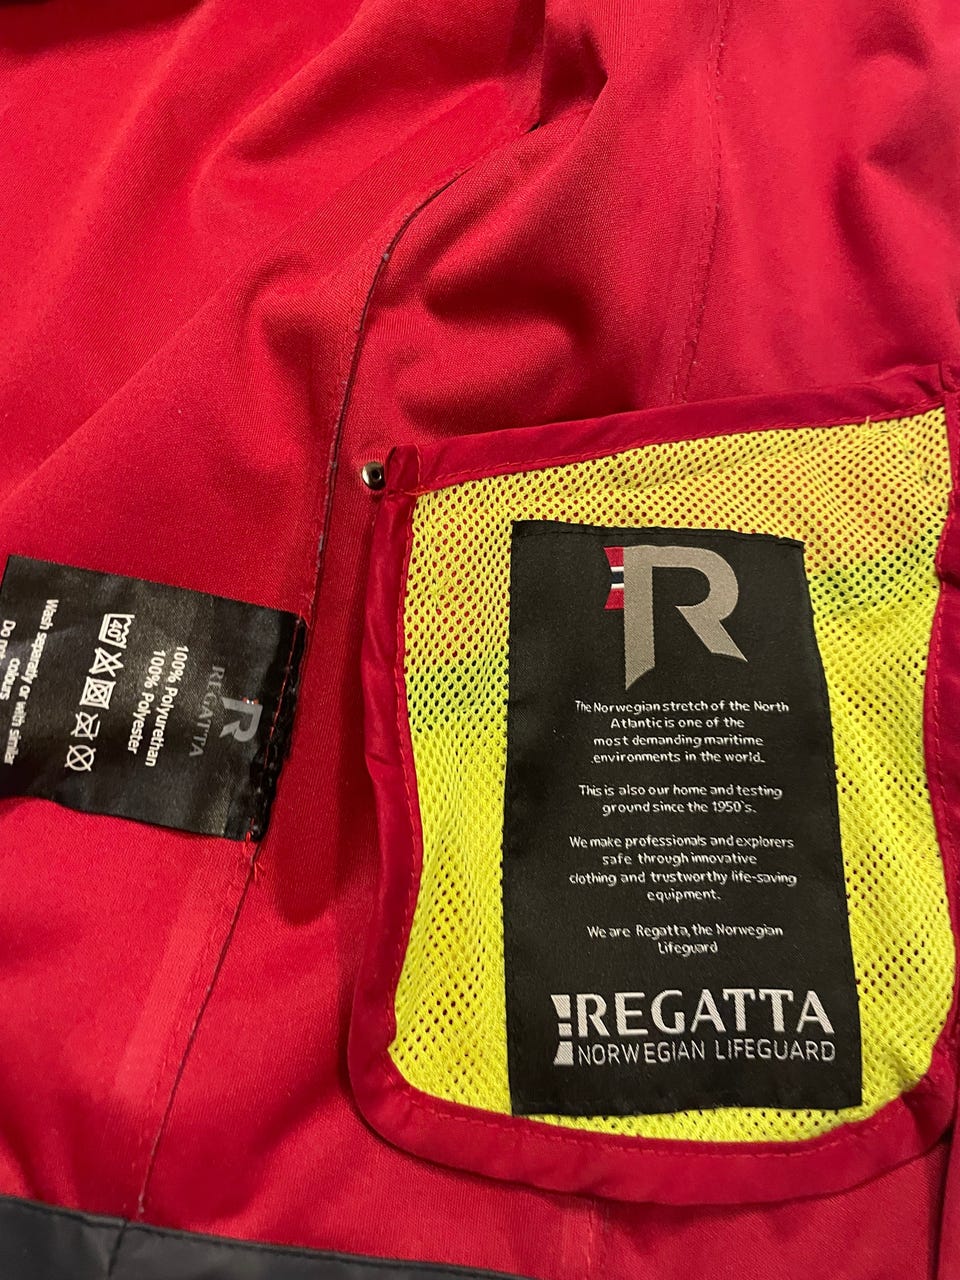 R
The Norwegian stretch of the North
Atlantic is one of the
most demanding maritime
environments in the world.
This is also our home and testing
ground since the 1950's.
We make professionals and explorers
safe through innovative
clothing and trustworthy life-saving
equipment.
We are Regatta, the Norwegian
Lifeguard
REGATTA
NORWEGIAN LIFEGUARD
R
REGATTA
100% Polyurethan
100% Polyester
40°
Wash separately or with similar
colours
Do